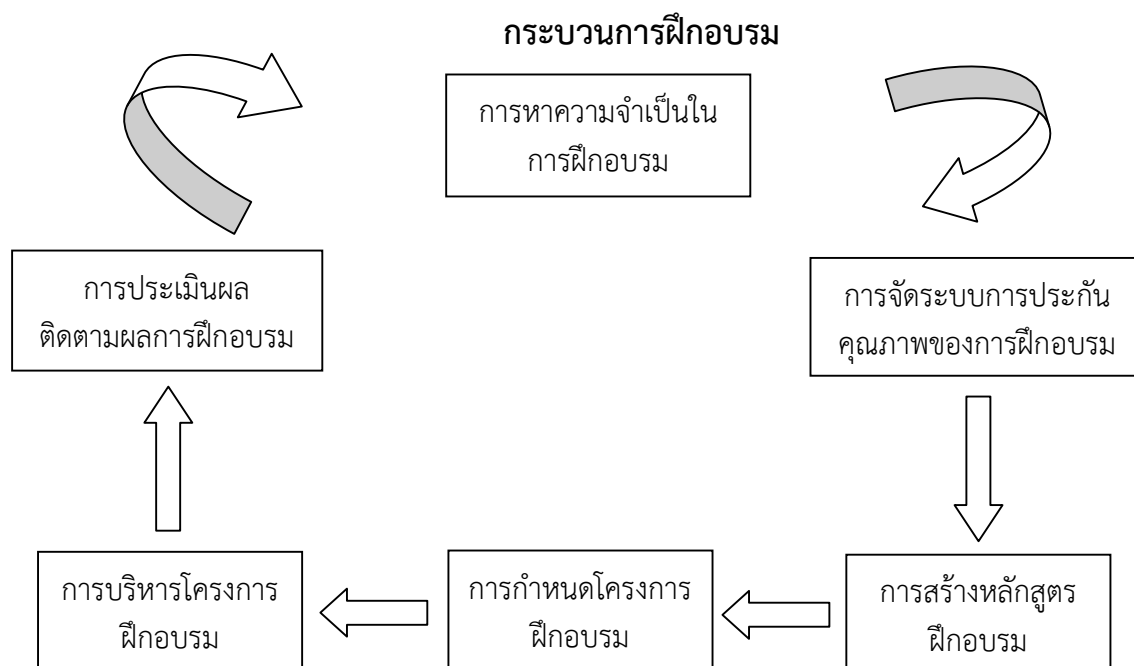 กระบวนการฝึกอบรม
การหาความจำเป็นใน
การฝึกอบรม
การประเมินผล
ติดตามผลการฝึกอบรม
การจัดระบบการประกัน
คุณภาพของการฝึกอบรม
การบริหารโครงการ
ฝึกอบรม
การกำหนดโครงการ
ฝึกอบรม
การสร้างหลักสูตร
ฝึกอบรม